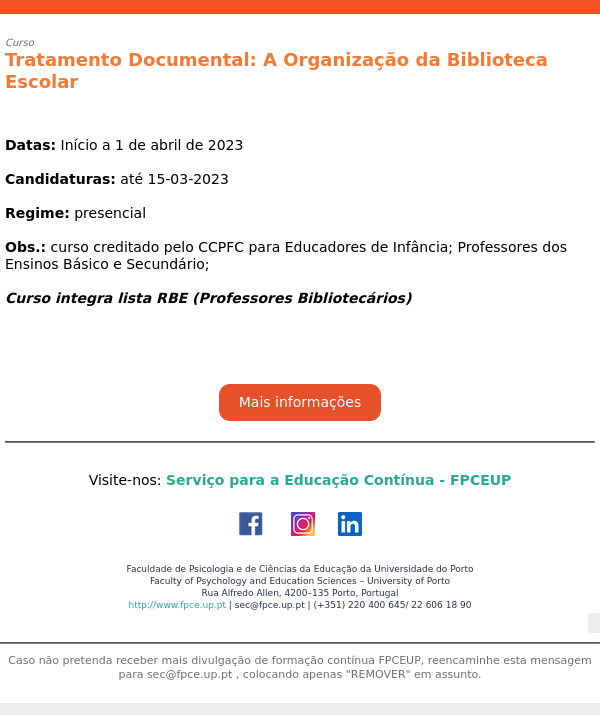 Curso
Tratamento Documental: A Organização da Biblioteca
Escolar
Datas: Início a 1 de abril de 2023
Candidaturas: até 15-03-2023
Regime: presencial
Obs.: curso creditado pelo CCPFC para Educadores de Infância; Professores dos
Ensinos Básico e Secundário;
Curso integra lista RBE (Professores Bibliotecários)
Mais informações
Visite-nos: Serviço para a Educação Contínua - FPCEUP
Faculdade de Psicologia e de Ciências da Educação da Universidade do Porto
Faculty of Psychology and Education Sciences – University of Porto
Rua Alfredo Allen, 4200–135 Porto, Portugal
http://www.fpce.up.pt | sec@fpce.up.pt | (+351) 220 400 645/ 22 606 18 90
Caso não pretenda receber mais divulgação de formação contínua FPCEUP, reencaminhe esta mensagem
para sec@fpce.up.pt , colocando apenas "REMOVER" em assunto.